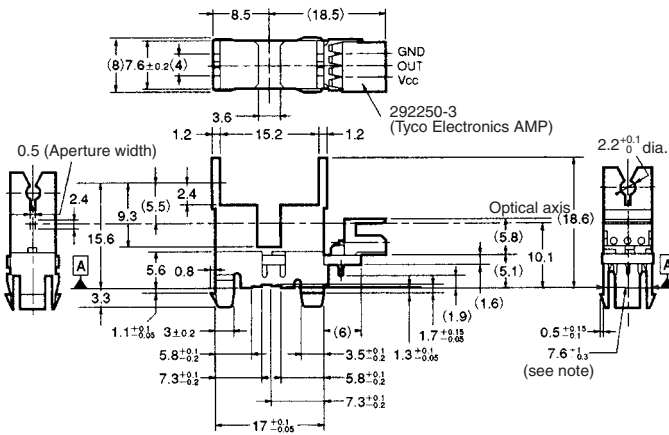 8.5 (18.5)
(8) 7.6±0.2 (4)
GND
OUT
Vcc
3.6
292250-3
(Tyco Electronics AMP)
1.2 15.2 1.2
0.5 (Aperture width)
2.2 +0.1 0 dia.
2.4
2.4
(5.5)
9.3
15.6
Optical axis
(18.6)
(5.8)
10.1
A
5.6
0.8
(5.1)
A
3.3
(1.6)
(1.9)
1.1 +0.1 -0.05
3±0.2
(6)
1.7 +0.15 -0.05
0.5 +0.15 -0.1
5.8 +0.1 -0.2
3.5 +0.1 -0.2
1.3 +0.1 -0.05
7.6 +1 -0.3
(see note)
7.3 +0.1 -0.2
5.8 +0.1 -0.2
7.3 +0.1 -0.2
17 +0.1 -0.05